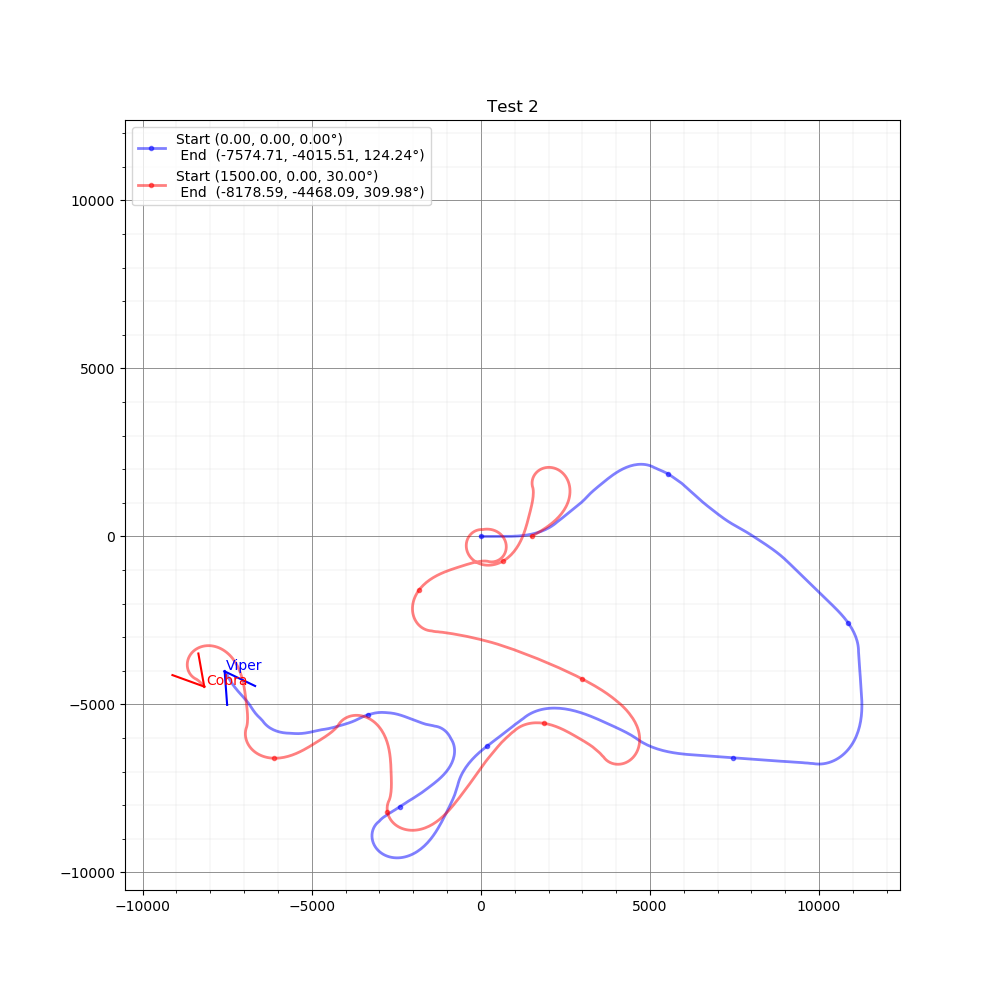 Test 2
Start (0.00, 0.00, 0.00°)
End (-7574.71, -4015.51, 124.24°)
Start (1500.00, 0.00, 30.00°)
End (-8178.59, -4468.09, 309.98°)
10000
5000
0
−5000
−10000
Viper
Cobra
−10000 −5000 0 5000 10000